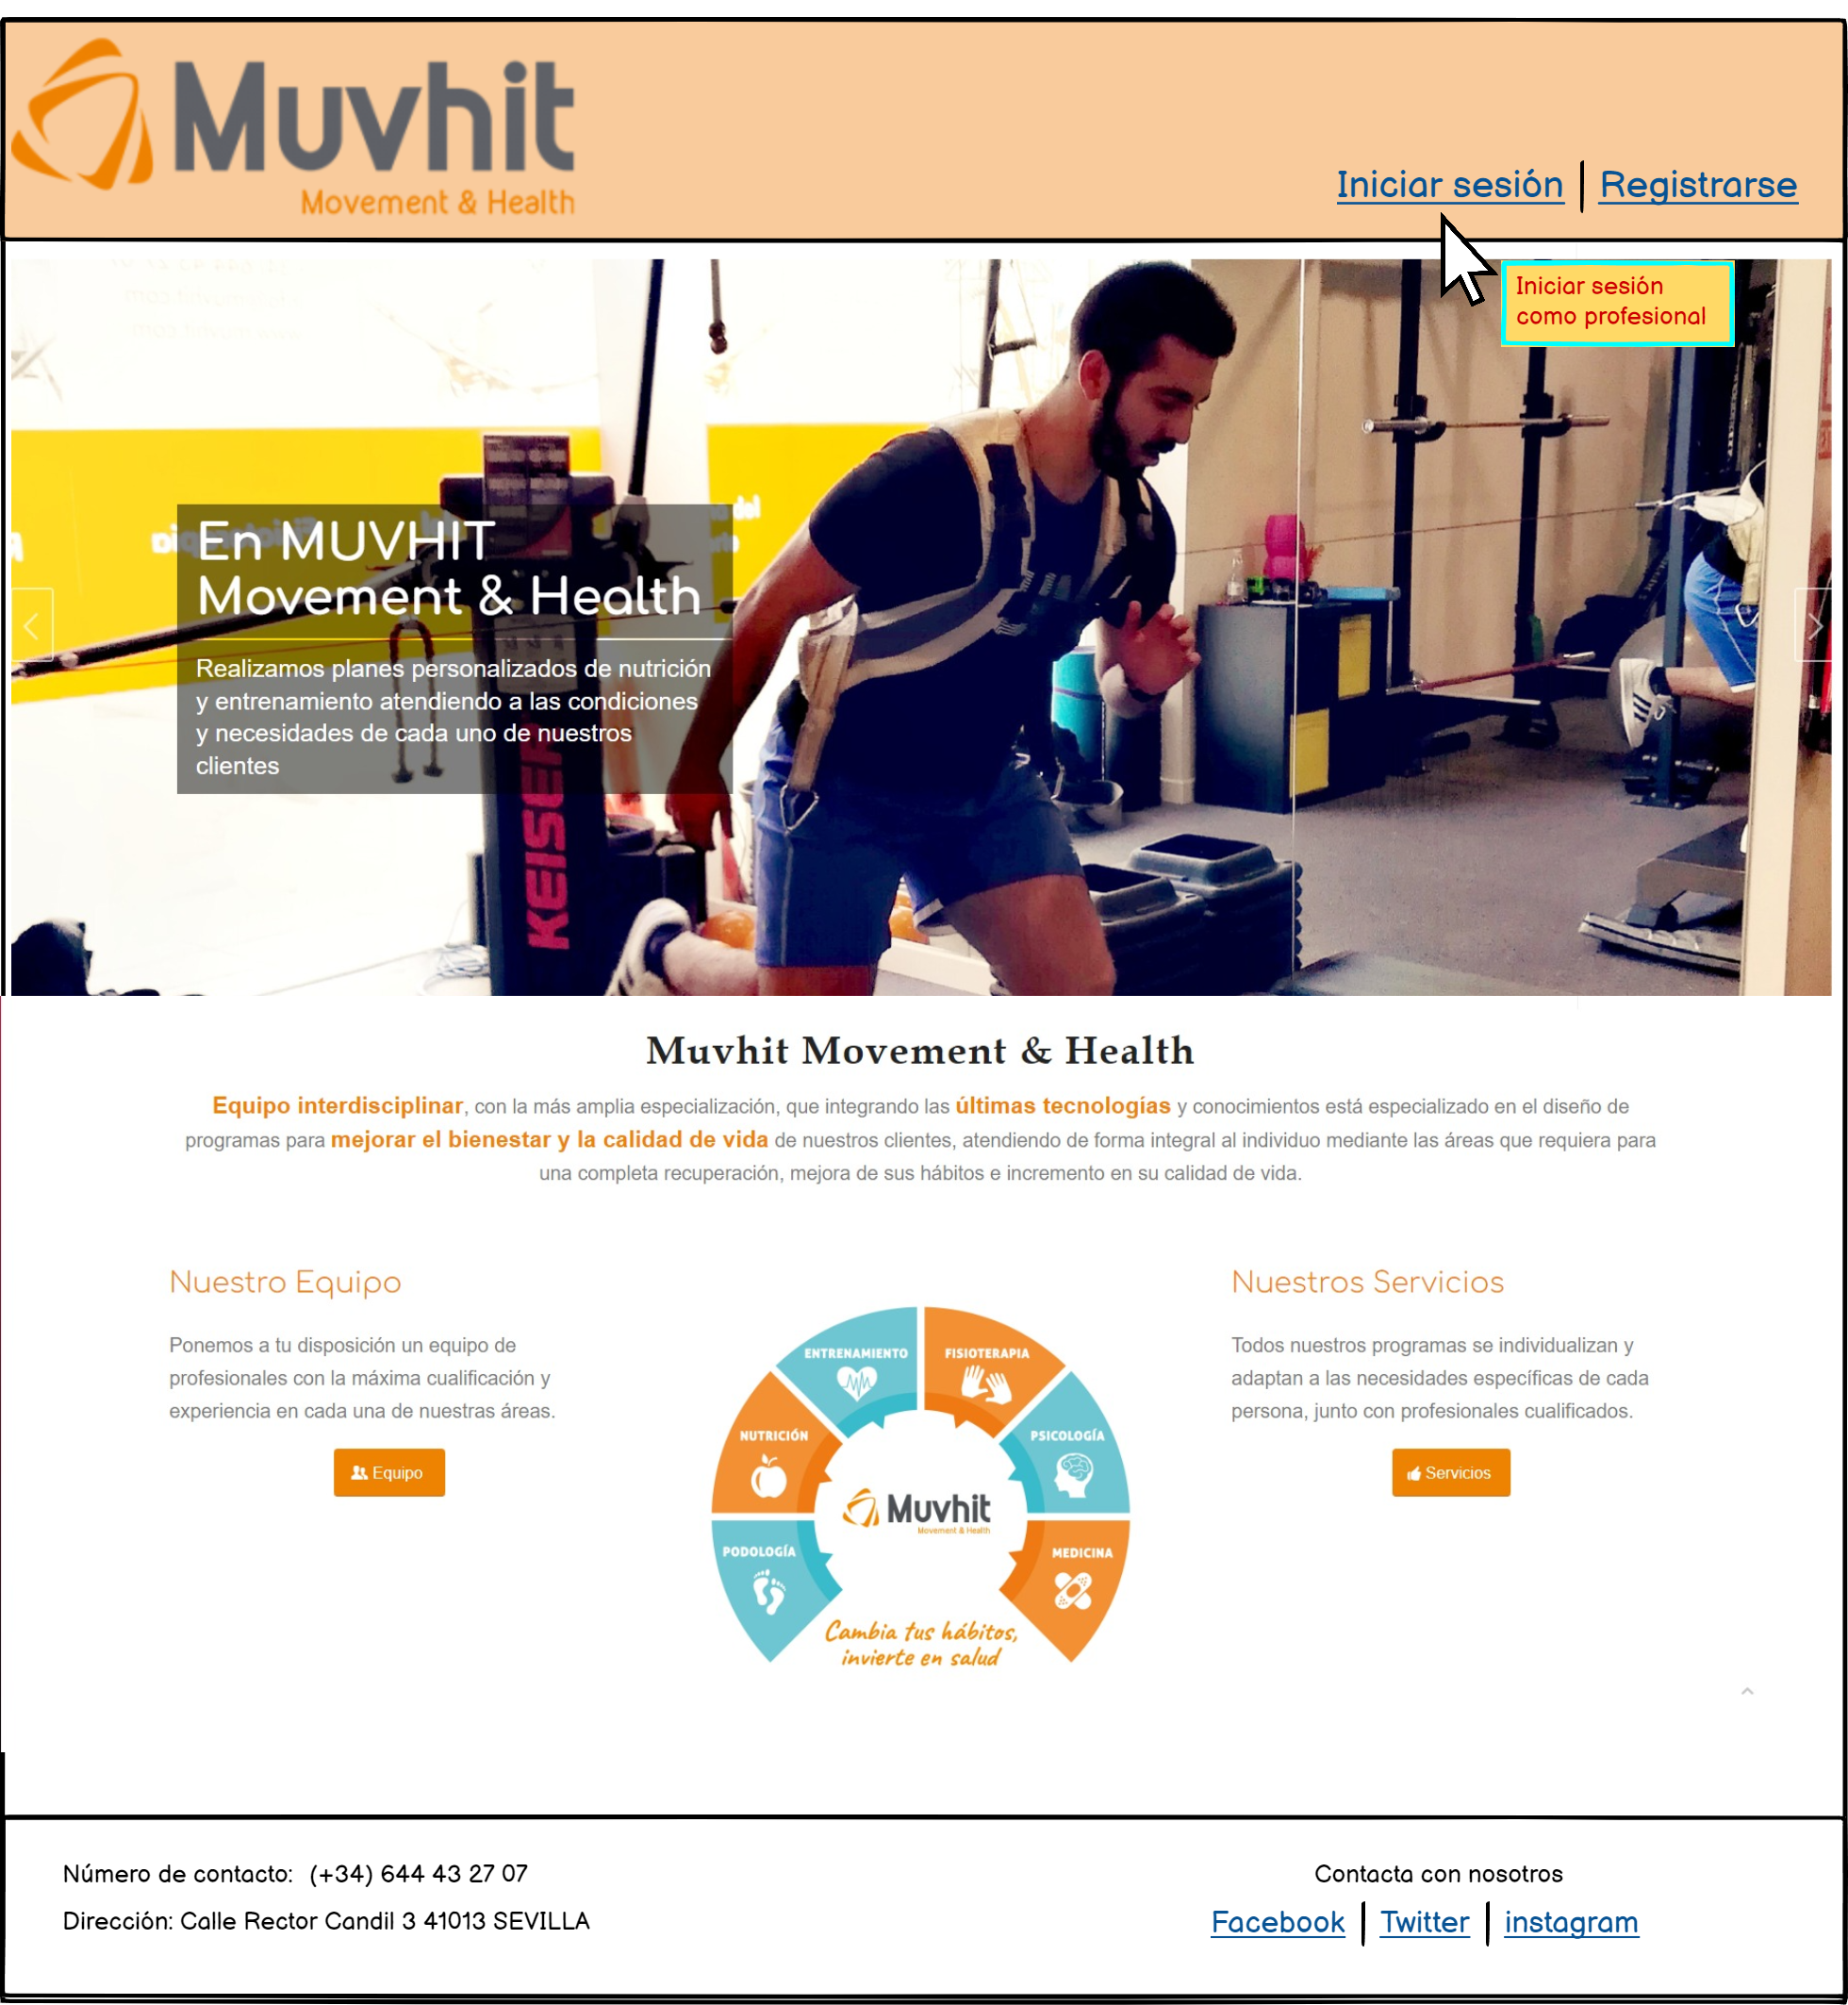 Muvhit
Movement & Health
Iniciar sesión | Registrarse
Iniciar sesión
como profesional
En MUVHIT
Movement & Health
Realizamos planes personalizados de nutrición
y entrenamiento atendiendo a las condiciones
y necesidades de cada uno de nuestros
clientes
KEISER
Muvhit Movement & Health
Equipo interdisciplinar, con la más amplia especialización, que integrando las últimas tecnologías y conocimientos está especializado en el diseño de
programas para mejorar el bienestar y la calidad de vida de nuestros clientes, atendiendo de forma integral al individuo mediante las áreas que requiera para
una completa recuperación, mejora de sus hábitos e incremento en su calidad de vida.
Nuestro Equipo
Ponemos a tu disposición un equipo de
profesionales con la máxima cualificación y
experiencia en cada una de nuestras áreas.
Equipo
ENTRENAMIENTO
FISIOTERAPIA
NUTRICIÓN
PSICOLOGÍA
PODOLOGÍA
MEDICINA
Muvhit
Movement & Health
Cambia tus hábitos,
invierte en salud
Nuestros Servicios
Todos nuestros programas se individualizan y
adaptan a las necesidades específicas de cada
persona, junto con profesionales cualificados.
Servicios
Número de contacto: (+34) 644 43 27 07
Dirección: Calle Rector Candil 3 41013 SEVILLA
Contacta con nosotros
Facebook | Twitter | instagram